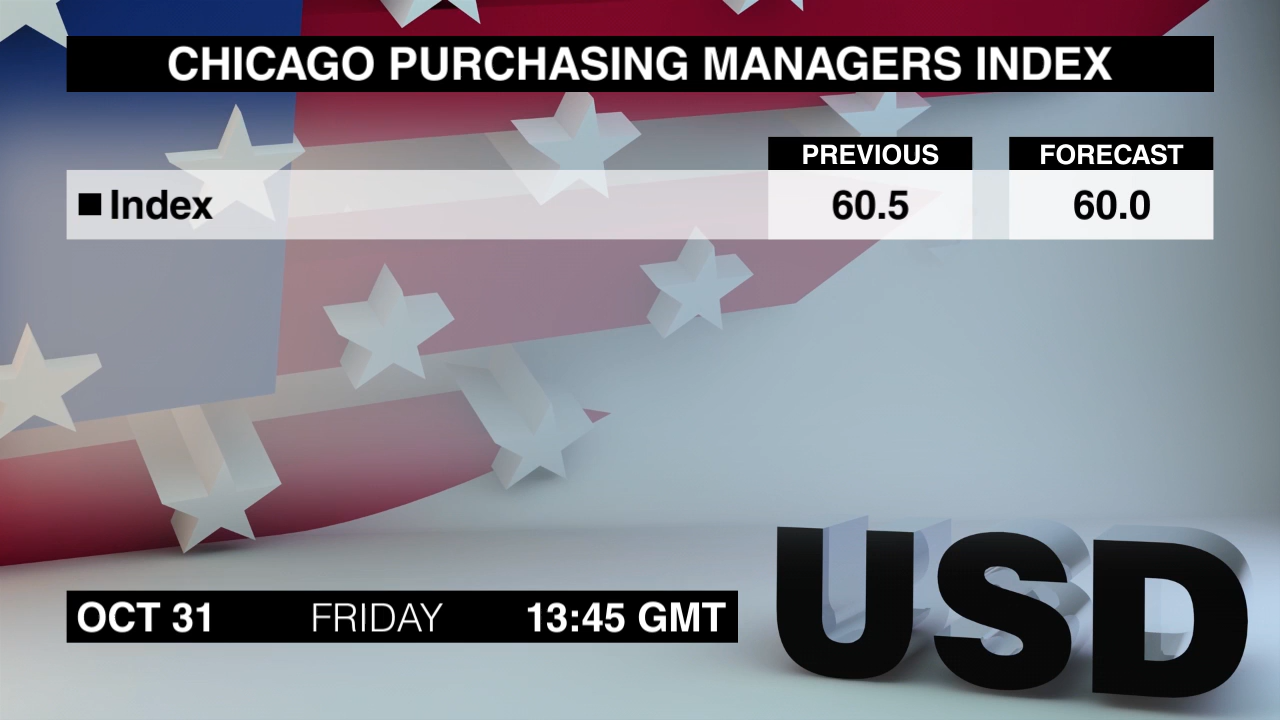 CHICAGO PURCHASING MANAGERS INDEX
PREVIOUS FORECAST
Index 60.5 60.0
OCT 31 FRIDAY 13:45 GMT
USD